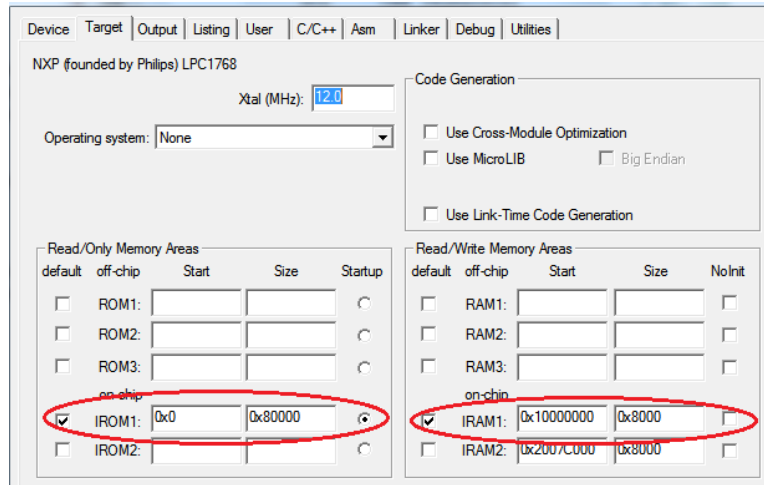 Device Target Output Listing User C/C++ Asm Linker Debug Utilities
NXP (founded by Philips) LPC1768
Xtal (MHz): 12.0
Operating system: None
Code Generation
Use Cross-Module Optimization
Use MicroLIB Big Endian
Use Link-Time Code Generation
Read/Only Memory Areas
default off-chip Start Size Startup
ROM1:
ROM2:
ROM3:
on-chip
IROM1: 0x0 0x80000
IROM2:
Read/Write Memory Areas
default off-chip Start Size NoInit
RAM1:
RAM2:
RAM3:
on-chip
IRAM1: 0x10000000 0x8000
IRAM2: 0x2007C000 0x8000